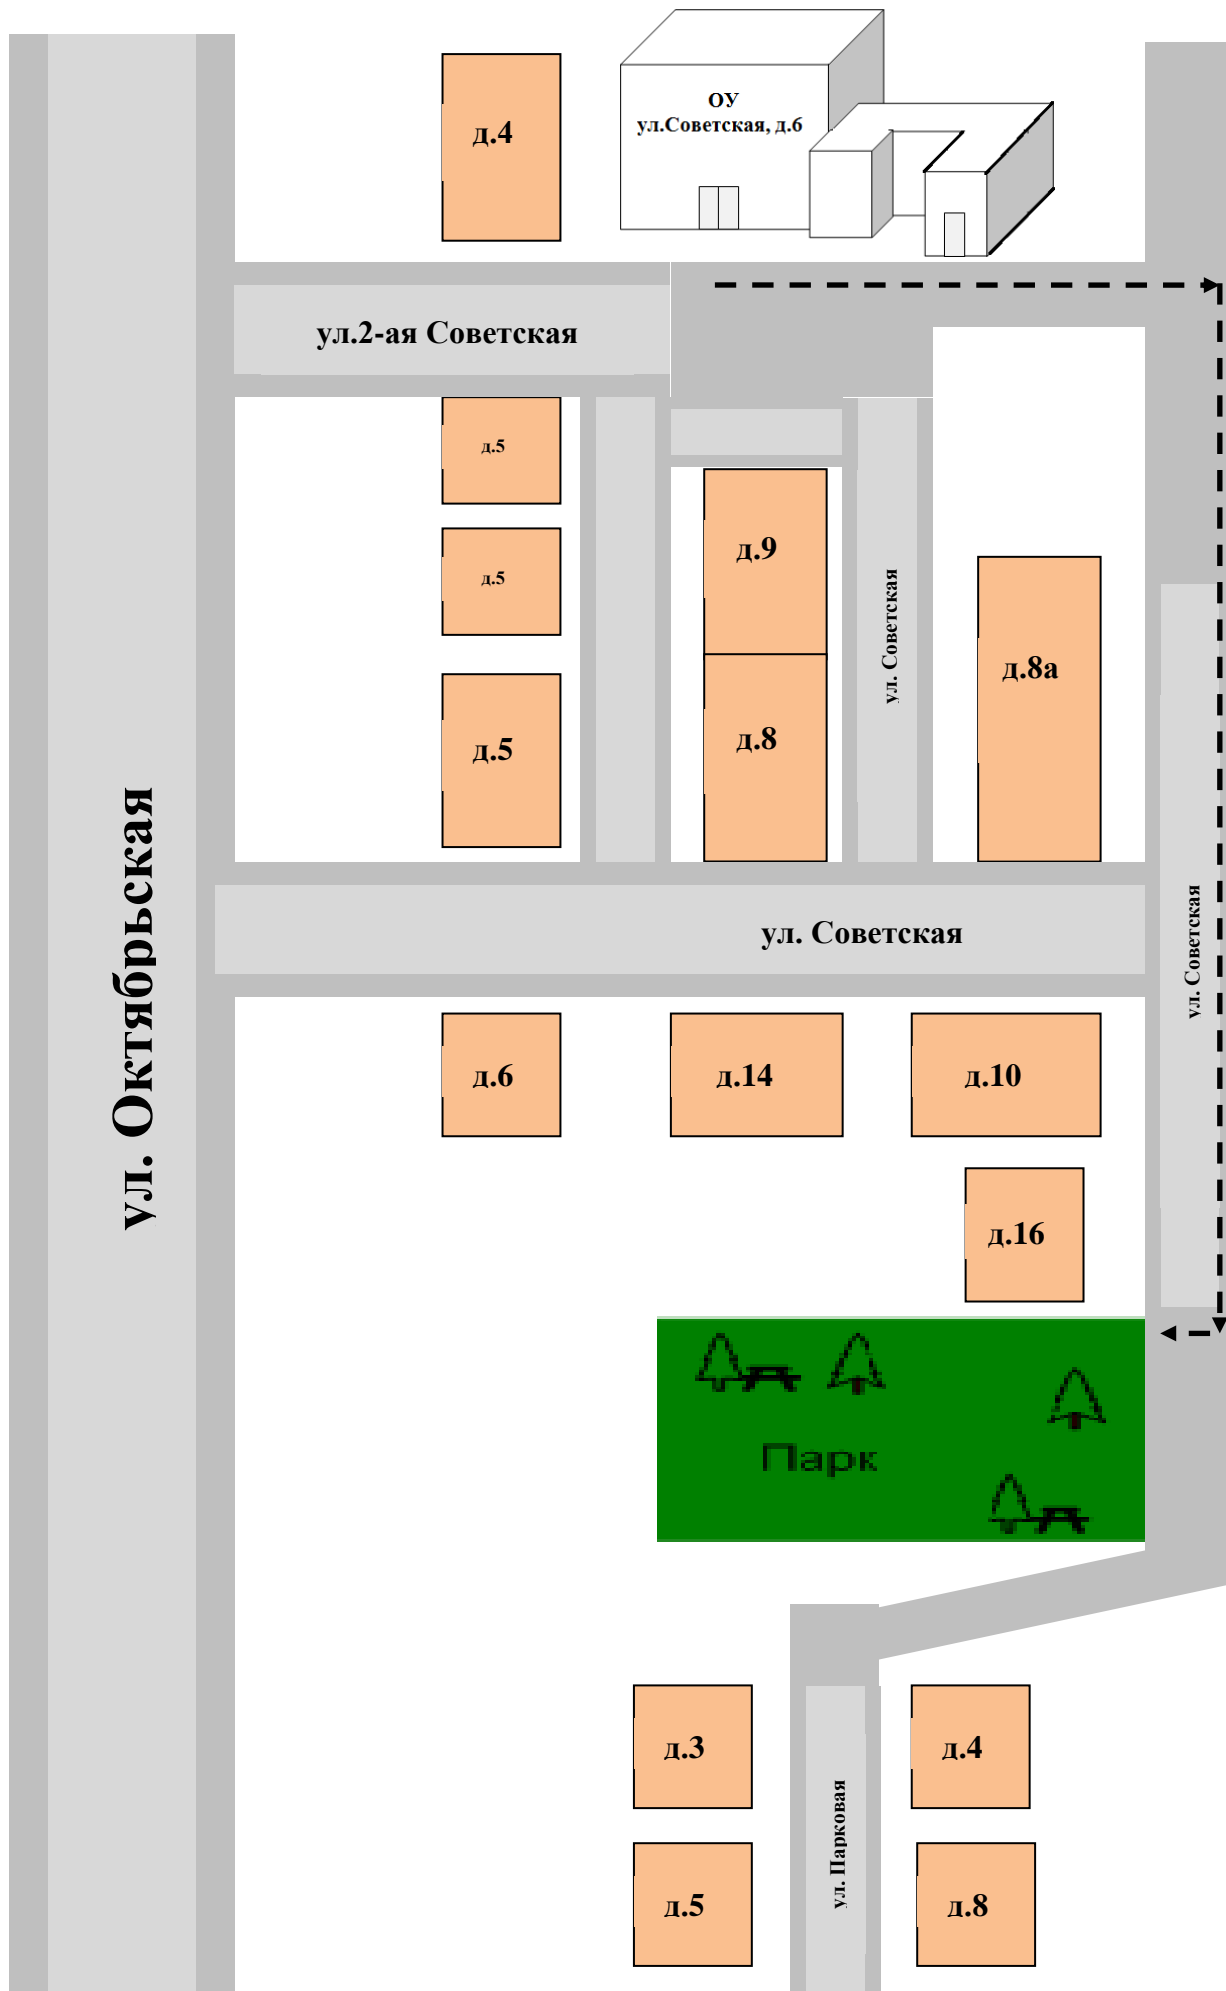 ОУ
ул.Советская, д.6
д.4
ул.2-ая Советская
д.5
д.5
д.9
ул. Советская
д.8а
д.5
д.8
ул. Октябрьская
ул. Советская
ул. Советская
д.6
д.14
д.10
д.16
Парк
д.3
д.4
ул. Парковая
д.5
д.8